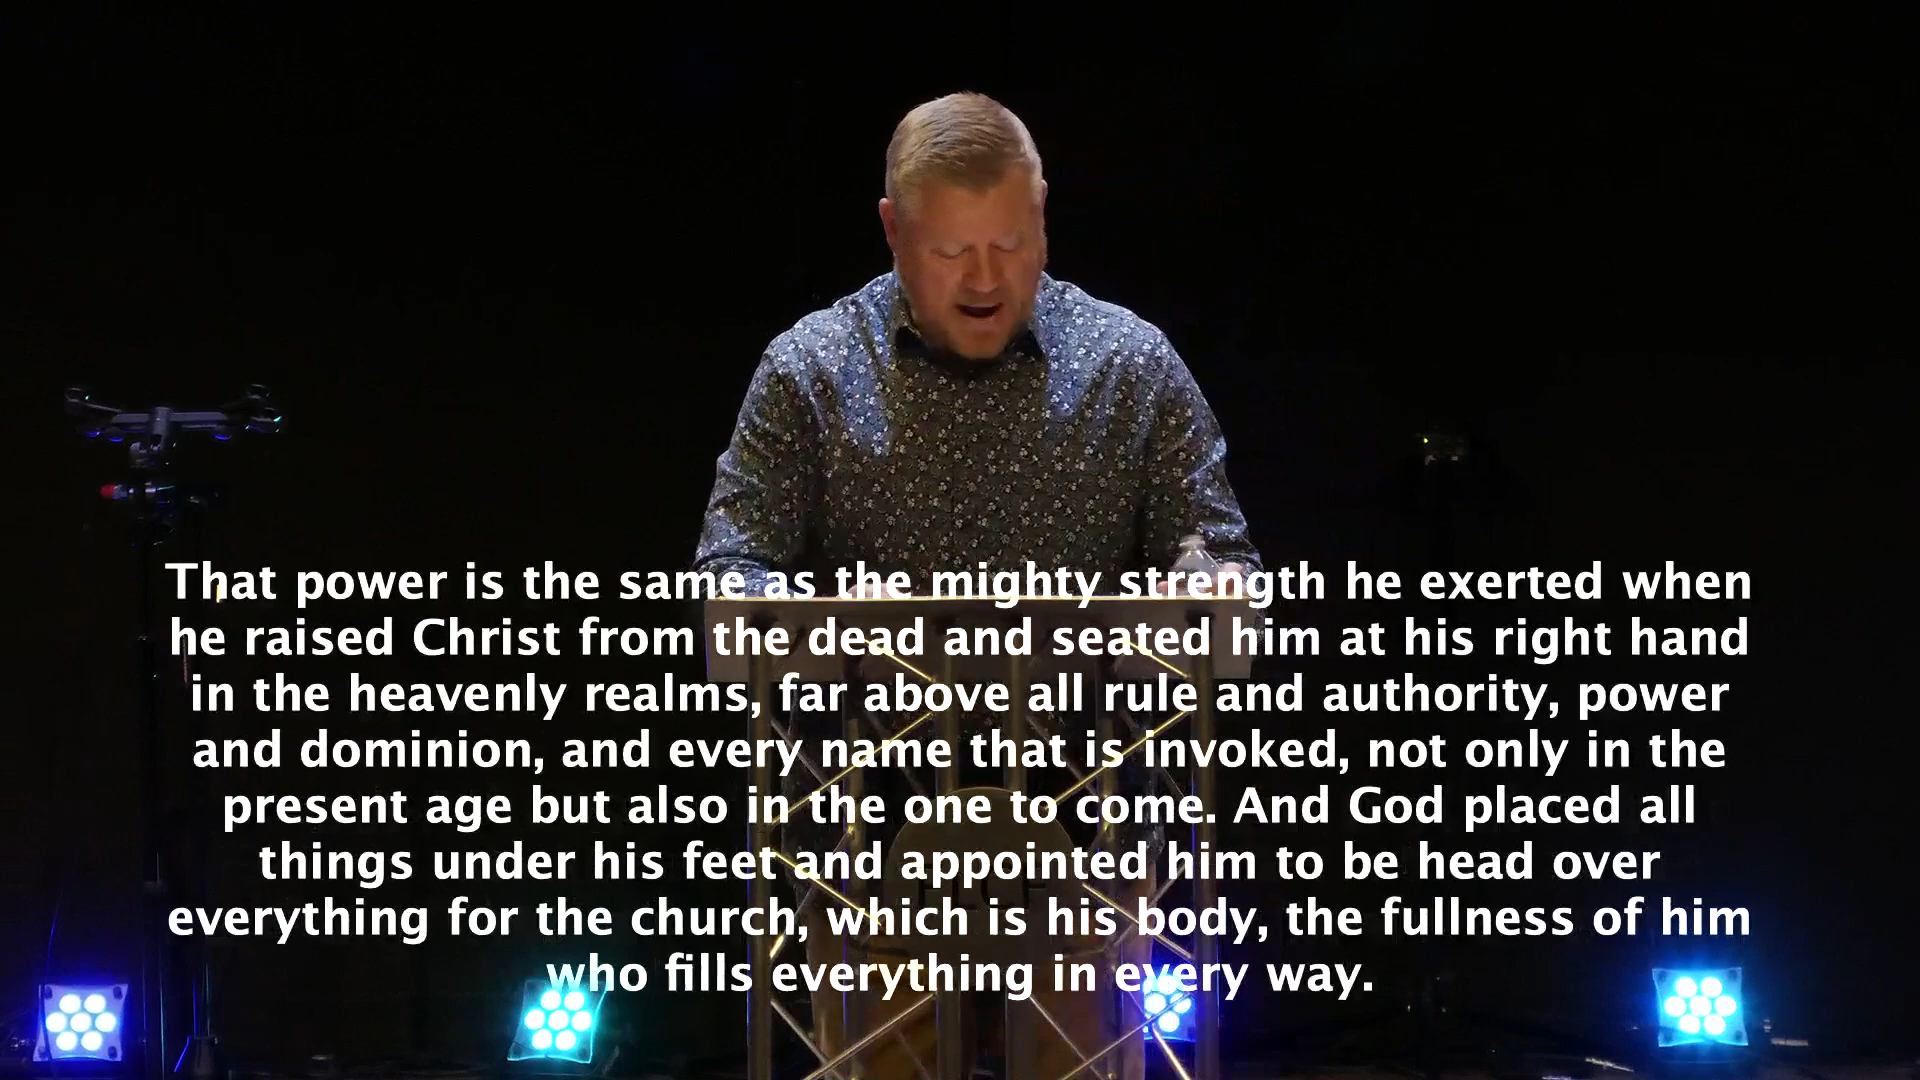 That power is the same as the mighty strength he exerted when
he raised Christ from the dead and seated him at his right hand
in the heavenly realms, far above all rule and authority, power
and dominion, and every name that is invoked, not only in the
present age but also in the one to come. And God placed all
things under his feet and appointed him to be head over
everything for the church, which is his body, the fullness of him
who fills everything in every way.